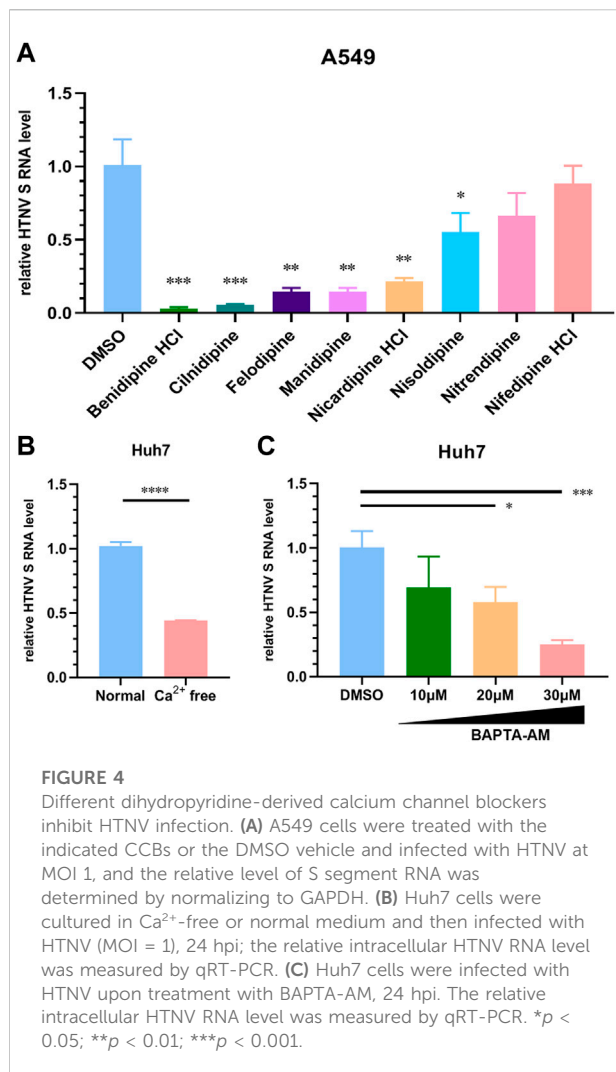 A
A549
relative HTNV S RNA level
1.5
1.0
0.5
0.0
***
***
**
**
**
*
DMSO
Benidipine HCl
Cilnidipine
Felodipine
Manidipine
Nicardipine HCl
Nisoldipine
Nitrendipine
Nifedipine HCl
B
Huh7
relative HTNV S RNA level
1.5
1.0
0.5
0.0
****
Normal
Ca²⁺ free
C
Huh7
relative HTNV S RNA level
1.5
1.0
0.5
0.0
***
*
DMSO
10μM
20μM
30μM
BAPTA-AM
FIGURE 4
Different dihydropyridine-derived calcium channel blockers
inhibit HTNV infection. (A) A549 cells were treated with the
indicated CCBs or the DMSO vehicle and infected with HTNV at
MOI 1, and the relative level of S segment RNA was
determined by normalizing to GAPDH. (B) Huh7 cells were
cultured in Ca²⁺-free or normal medium and then infected with
HTNV (MOI = 1), 24 hpi; the relative intracellular HTNV RNA level
was measured by qRT-PCR. (C) Huh7 cells were infected with
HTNV upon treatment with BAPTA-AM, 24 hpi. The relative
intracellular HTNV RNA level was measured by qRT-PCR. *p <
0.05; **p < 0.01; ***p < 0.001.